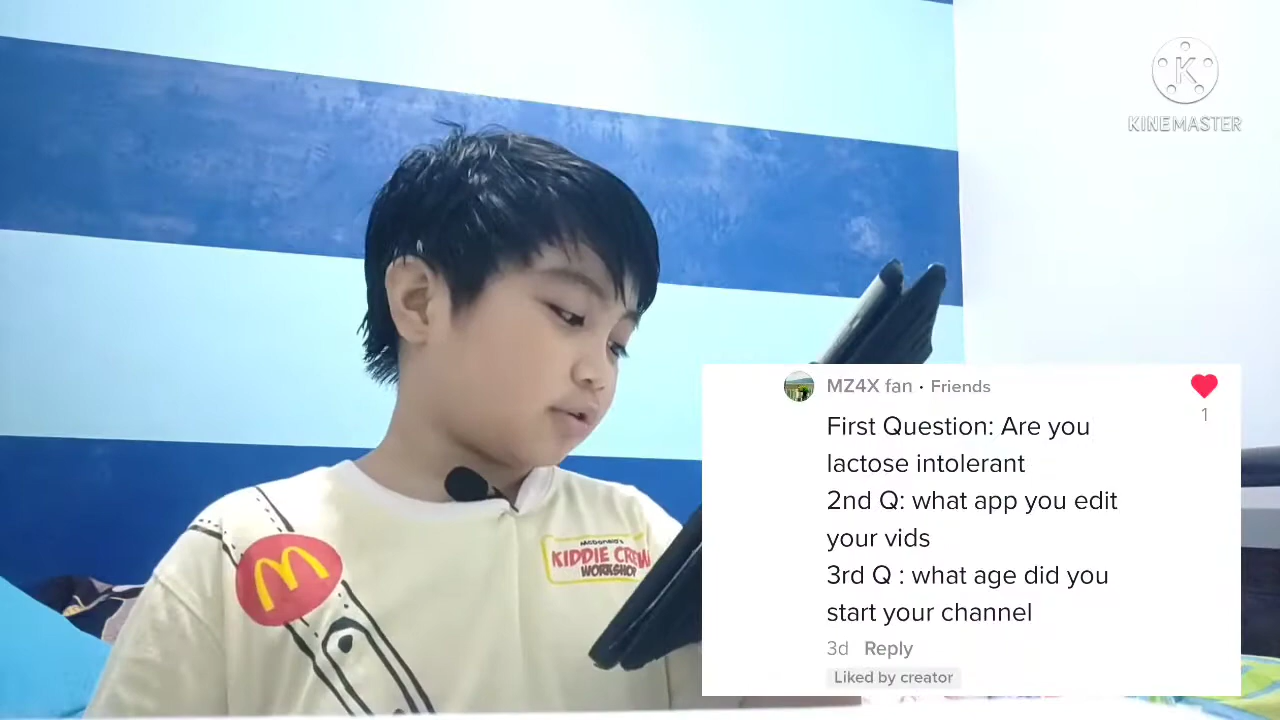 KINEMASTER
MZ4X fan · Friends
First Question: Are you
lactose intolerant
2nd Q: what app you edit
your vids
3rd Q : what age did you
start your channel
3d Reply
Liked by creator
1
McDonald's
KIDDIE CREW
WORKSHOP